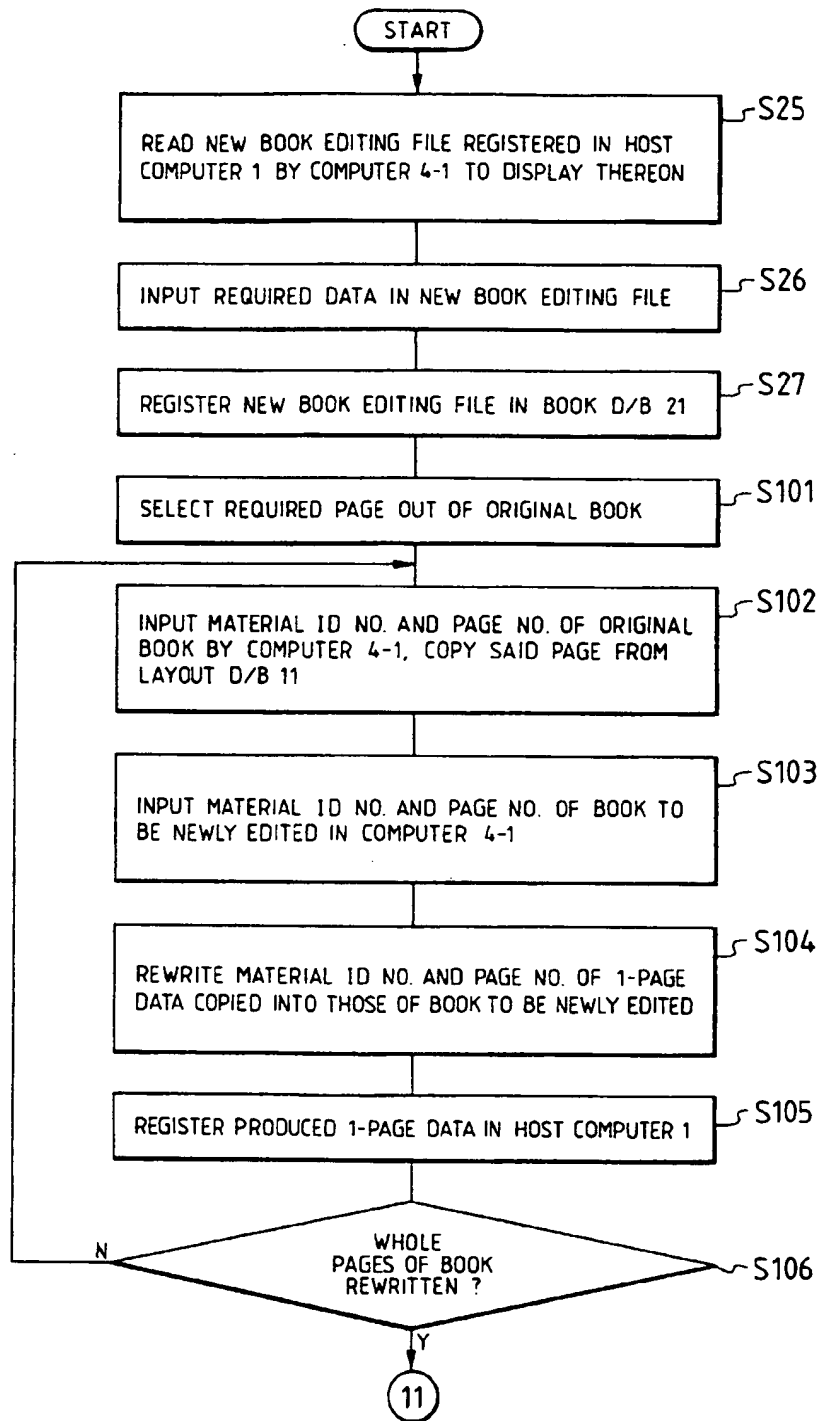 START
S25
READ NEW BOOK EDITING FILE REGISTERED IN HOST
COMPUTER 1 BY COMPUTER 4-1 TO DISPLAY THEREON
S26
INPUT REQUIRED DATA IN NEW BOOK EDITING FILE
S27
REGISTER NEW BOOK EDITING FILE IN BOOK D/B 21
S101
SELECT REQUIRED PAGE OUT OF ORIGINAL BOOK
S102
INPUT MATERIAL ID NO. AND PAGE NO. OF ORIGINAL
BOOK BY COMPUTER 4-1, COPY SAID PAGE FROM
LAYOUT D/B 11
S103
INPUT MATERIAL ID NO. AND PAGE NO. OF BOOK TO
BE NEWLY EDITED IN COMPUTER 4-1
S104
REWRITE MATERIAL ID NO. AND PAGE NO. OF 1-PAGE
DATA COPIED INTO THOSE OF BOOK TO BE NEWLY EDITED
S105
REGISTER PRODUCED 1-PAGE DATA IN HOST COMPUTER 1
N
WHOLE
PAGES OF BOOK
REWRITTEN ?
S106
Y
11